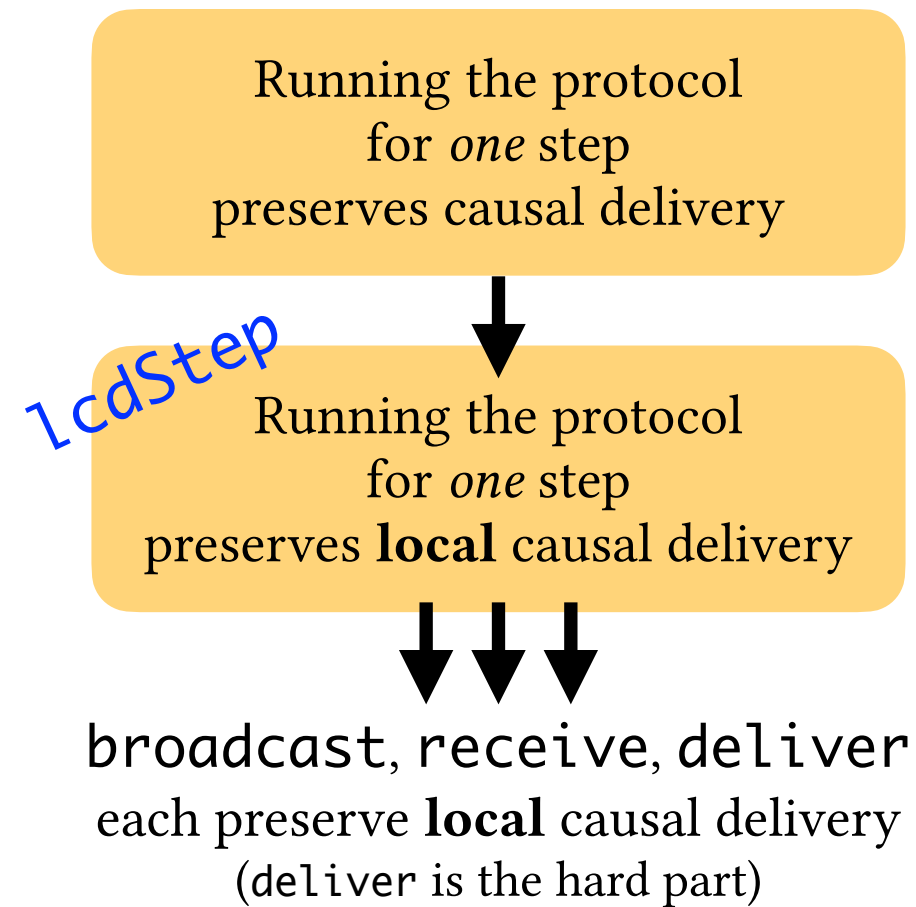 Running the protocol
for one step
preserves causal delivery
lcdStep
Running the protocol
for one step
preserves local causal delivery
broadcast, receive, deliver
each preserve local causal delivery
(deliver is the hard part)